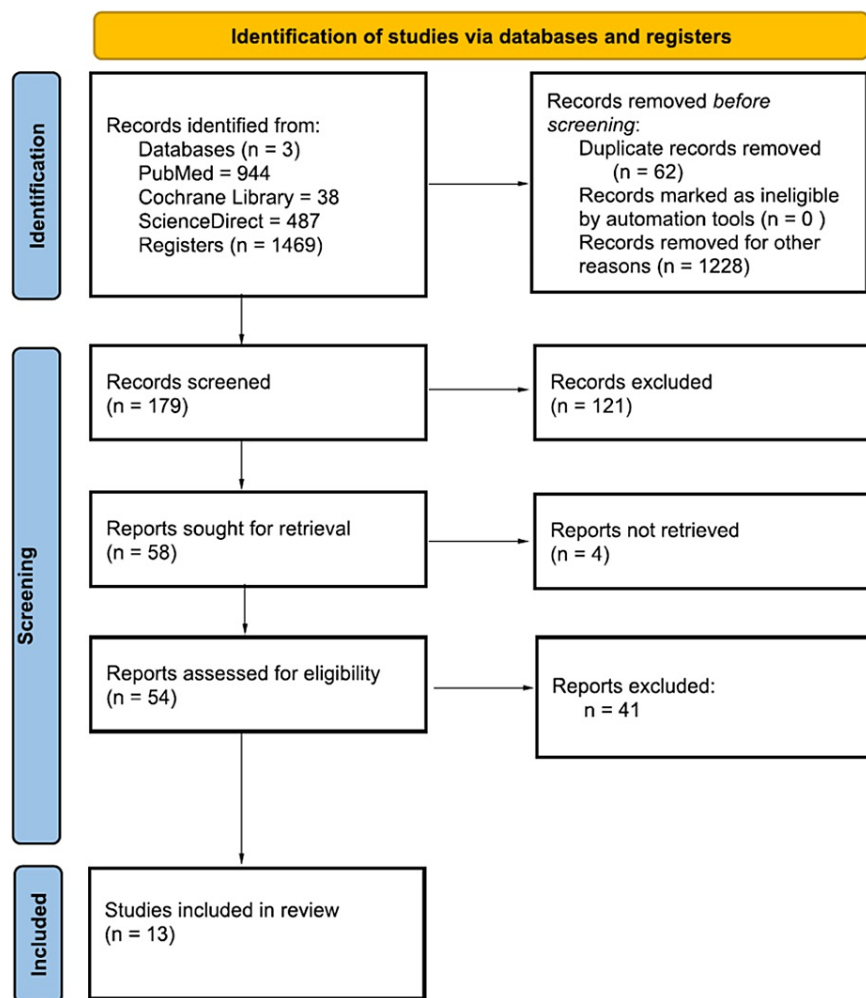 Identification of studies via databases and registers
Identification
Records identified from:
Databases (n = 3)
PubMed = 944
Cochrane Library = 38
ScienceDirect = 487
Registers (n = 1469)
Records removed before
screening:
Duplicate records removed
(n = 62)
Records marked as ineligible
by automation tools (n = 0 )
Records removed for other
reasons (n = 1228)
Screening
Records screened
(n = 179)
Records excluded
(n = 121)
Reports sought for retrieval
(n = 58)
Reports not retrieved
(n = 4)
Reports assessed for eligibility
(n = 54)
Reports excluded:
n = 41
Included
Studies included in review
(n = 13)